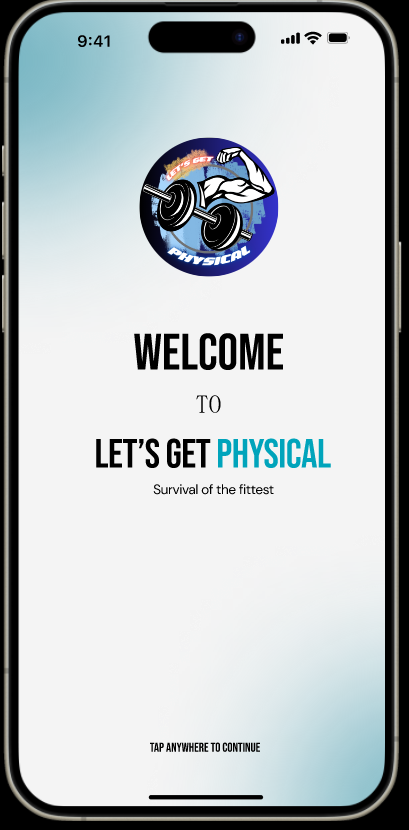 9:41
LET'S GET
PHYSICAL
WELCOME
TO
LET'S GET PHYSICAL
Survival of the fittest
TAP ANYWHERE TO CONTINUE